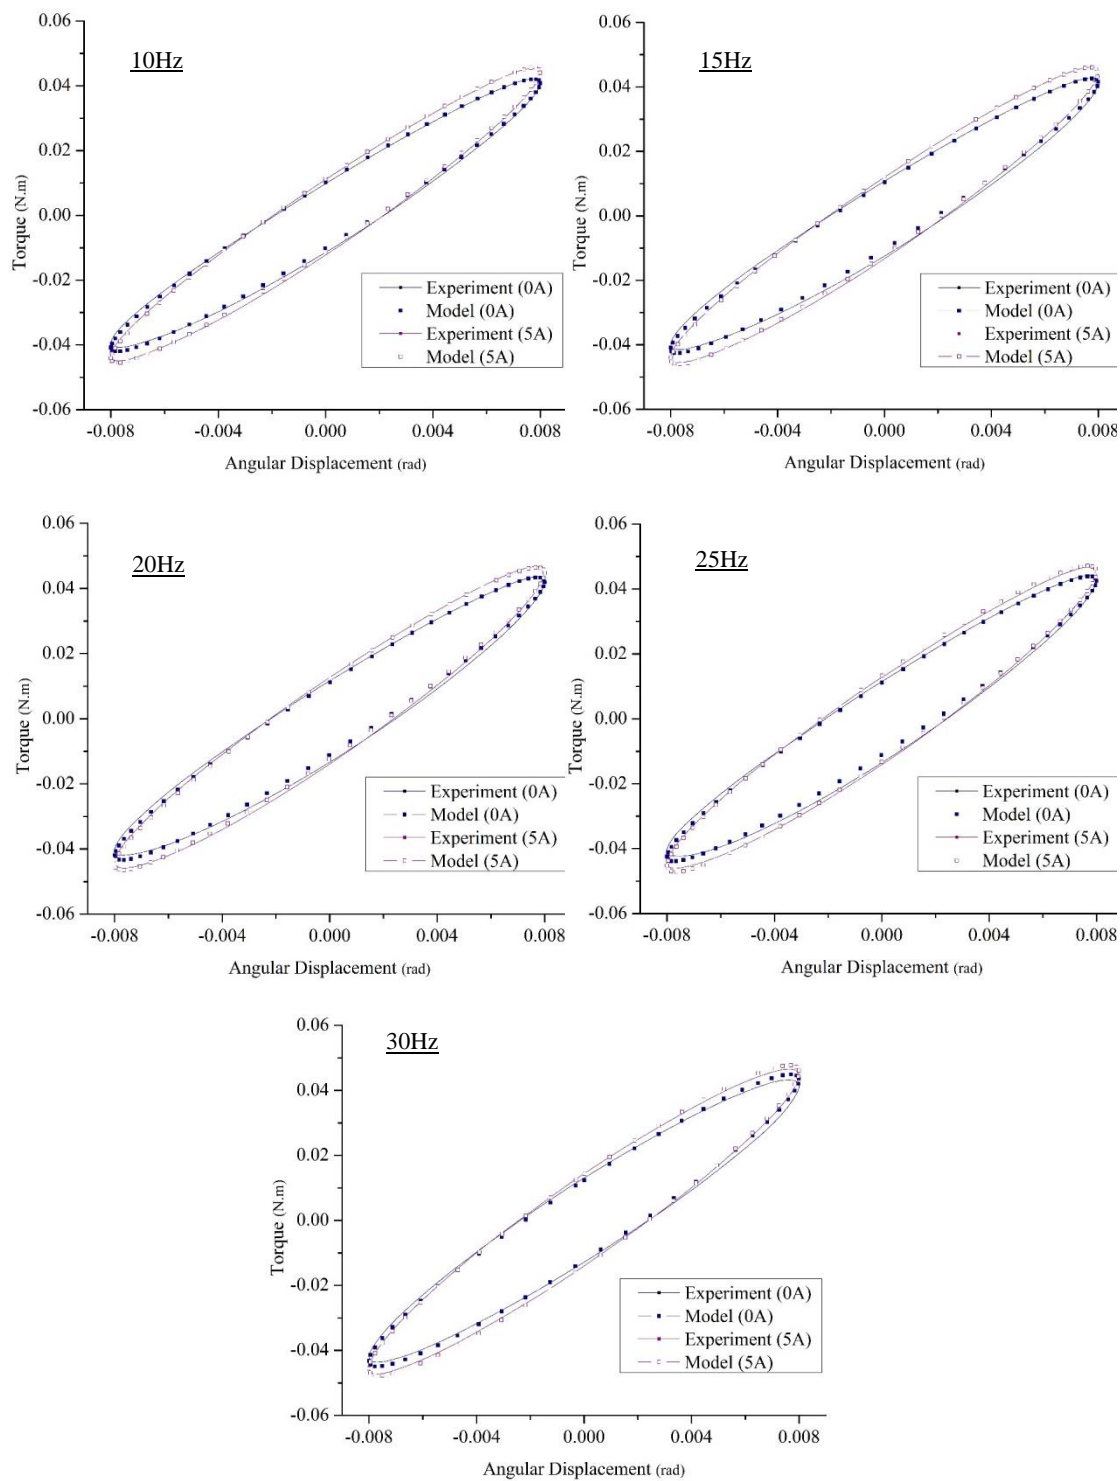 10Hz
0.06
0.04
0.02
0.00
-0.02
-0.04
-0.06
Torque (N.m)
Experiment (0A)
Model (0A)
Experiment (5A)
Model (5A)
-0.008
-0.004
0.000
0.004
0.008
Angular Displacement (rad)
15Hz
0.06
0.04
0.02
0.00
-0.02
-0.04
-0.06
Torque (N.m)
Experiment (0A)
Model (0A)
Experiment (5A)
Model (5A)
-0.008
-0.004
0.000
0.004
0.008
Angular Displacement (rad)
20Hz
0.06
0.04
0.02
0.00
-0.02
-0.04
-0.06
Torque (N.m)
Experiment (0A)
Model (0A)
Experiment (5A)
Model (5A)
-0.008
-0.004
0.000
0.004
0.008
Angular Displacement (rad)
25Hz
0.06
0.04
0.02
0.00
-0.02
-0.04
-0.06
Torque (N.m)
Experiment (0A)
Model (0A)
Experiment (5A)
Model (5A)
-0.008
-0.004
0.000
0.004
0.008
Angular Displacement (rad)
30Hz
0.06
0.04
0.02
0.00
-0.02
-0.04
-0.06
Torque (N.m)
Experiment (0A)
Model (0A)
Experiment (5A)
Model (5A)
-0.008
-0.004
0.000
0.004
0.008
Angular Displacement (rad)